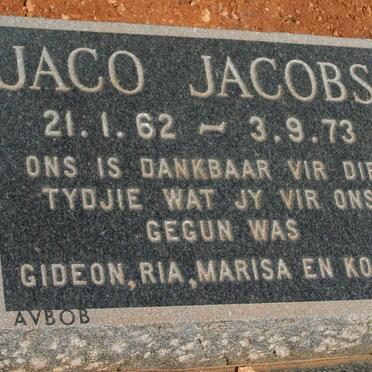 JACO JACOBS
21.1.62 ~ 3.9.73
ONS IS DANKBAAR VIR DIE
TYDJIE WAT JY VIR ONS
GEGUN WAS
GIDEON, RIA, MARISA EN
AVBOB